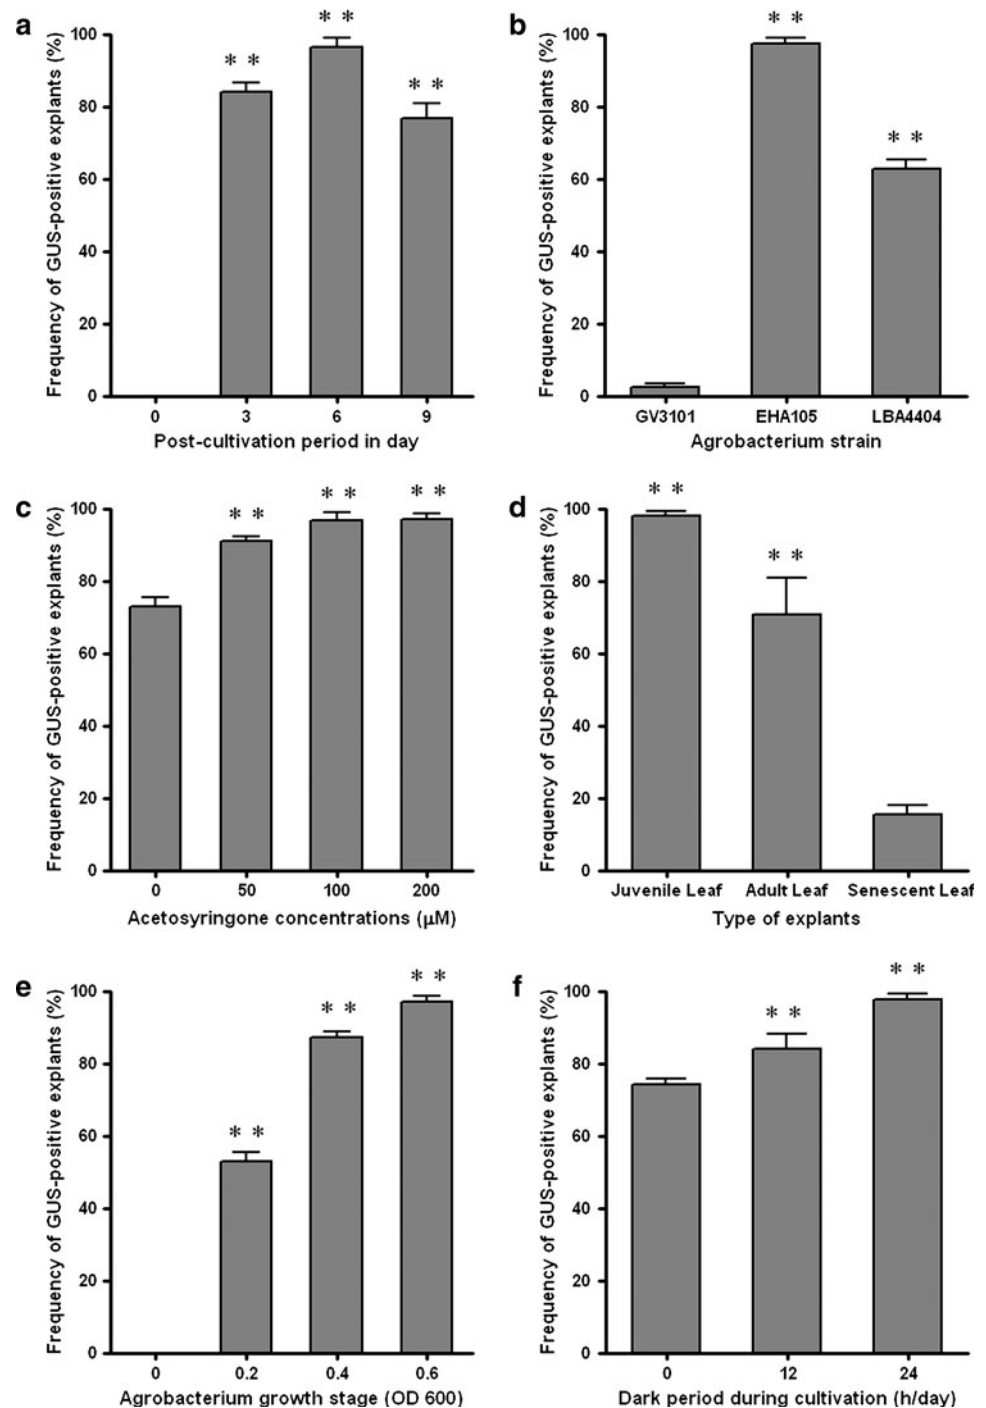 a
Frequency of GUS-positive explants (%)
100
80
60
40
20
0
* *
* *
* *
0 3 6 9
Post-cultivation period in day
b
Frequency of GUS-positive explants (%)
100
80
60
40
20
0
* *
* *
GV3101 EHA105 LBA4404
Agrobacterium strain
c
Frequency of GUS-positive explants (%)
100
80
60
40
20
0
* *
* *
* *
0 50 100 200
Acetosyringone concentrations (µM)
d
Frequency of GUS-positive explants (%)
100
80
60
40
20
0
* *
* *
Juvenile Leaf Adult Leaf Senescent Leaf
Type of explants
e
Frequency of GUS-positive explants (%)
100
80
60
40
20
0
* *
* *
* *
0 0.2 0.4 0.6
Agrobacterium growth stage (OD 600)
f
Frequency of GUS-positive explants (%)
100
80
60
40
20
0
* *
* *
0 12 24
Dark period during cultivation (h/day)